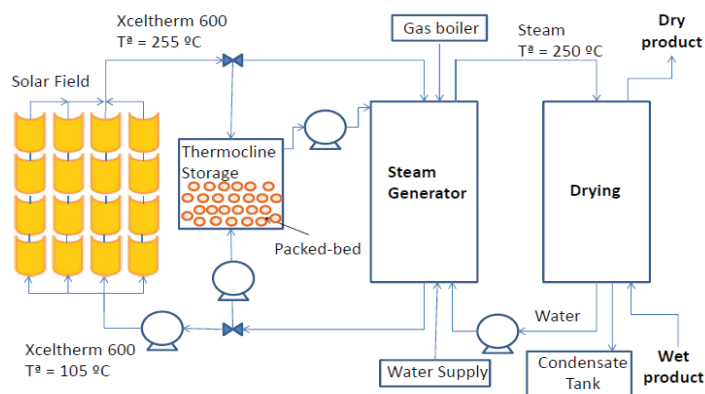 Xceltherm 600
Tª = 255 ºC
Gas boiler
Steam
Tª = 250 ºC
Dry
product
Solar Field
Thermocline
Storage
Packed-bed
Steam
Generator
Drying
Xceltherm 600
Tª = 105 ºC
Water
Water Supply
Condensate
Tank
Wet
product